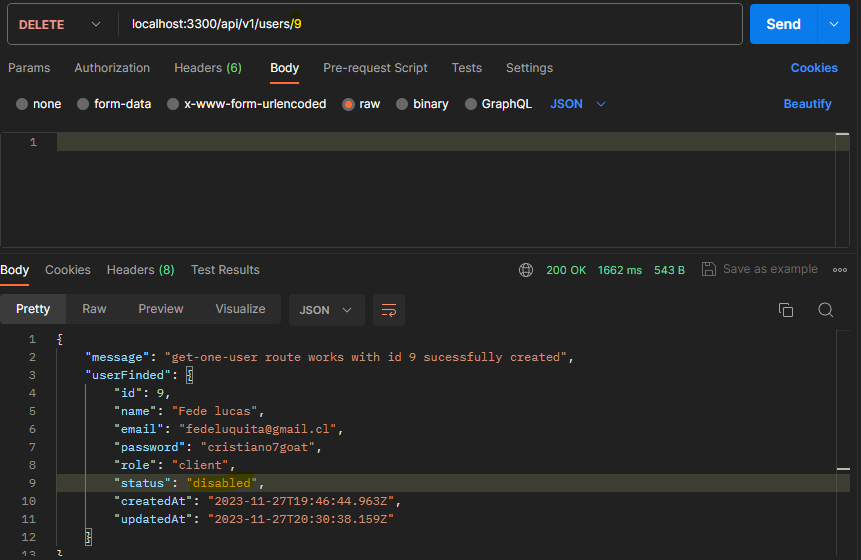 DELETE localhost:3300/api/v1/users/9 Send
Params Authorization Headers (6) Body Pre-request Script Tests Settings Cookies
none form-data x-www-form-urlencoded raw binary GraphQL JSON Beautify
1
Body Cookies Headers (8) Test Results 200 OK 1662 ms 543 B Save as example
Pretty Raw Preview Visualize JSON
1 {
2 "message": "get-one-user route works with id 9 sucessfully created",
3 "userFinded": {
4 "id": 9,
5 "name": "Fede lucas",
6 "email": "fedeluquita@gmail.cl",
7 "password": "cristiano7goat",
8 "role": "client",
9 "status": "disabled",
10 "createdAt": "2023-11-27T19:46:44.963Z",
11 "updatedAt": "2023-11-27T20:30:38.159Z"
12 }
13 }